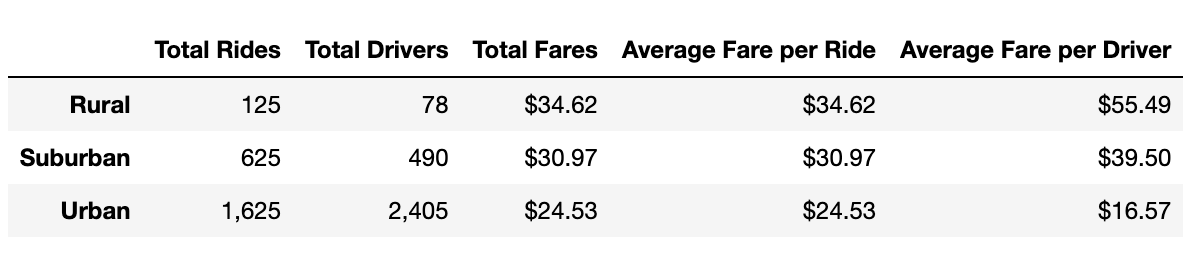 Total Rides Total Drivers Total Fares Average Fare per Ride Average Fare per Driver
Rural 125 78 $34.62 $34.62 $55.49
Suburban 625 490 $30.97 $30.97 $39.50
Urban 1,625 2,405 $24.53 $24.53 $16.57